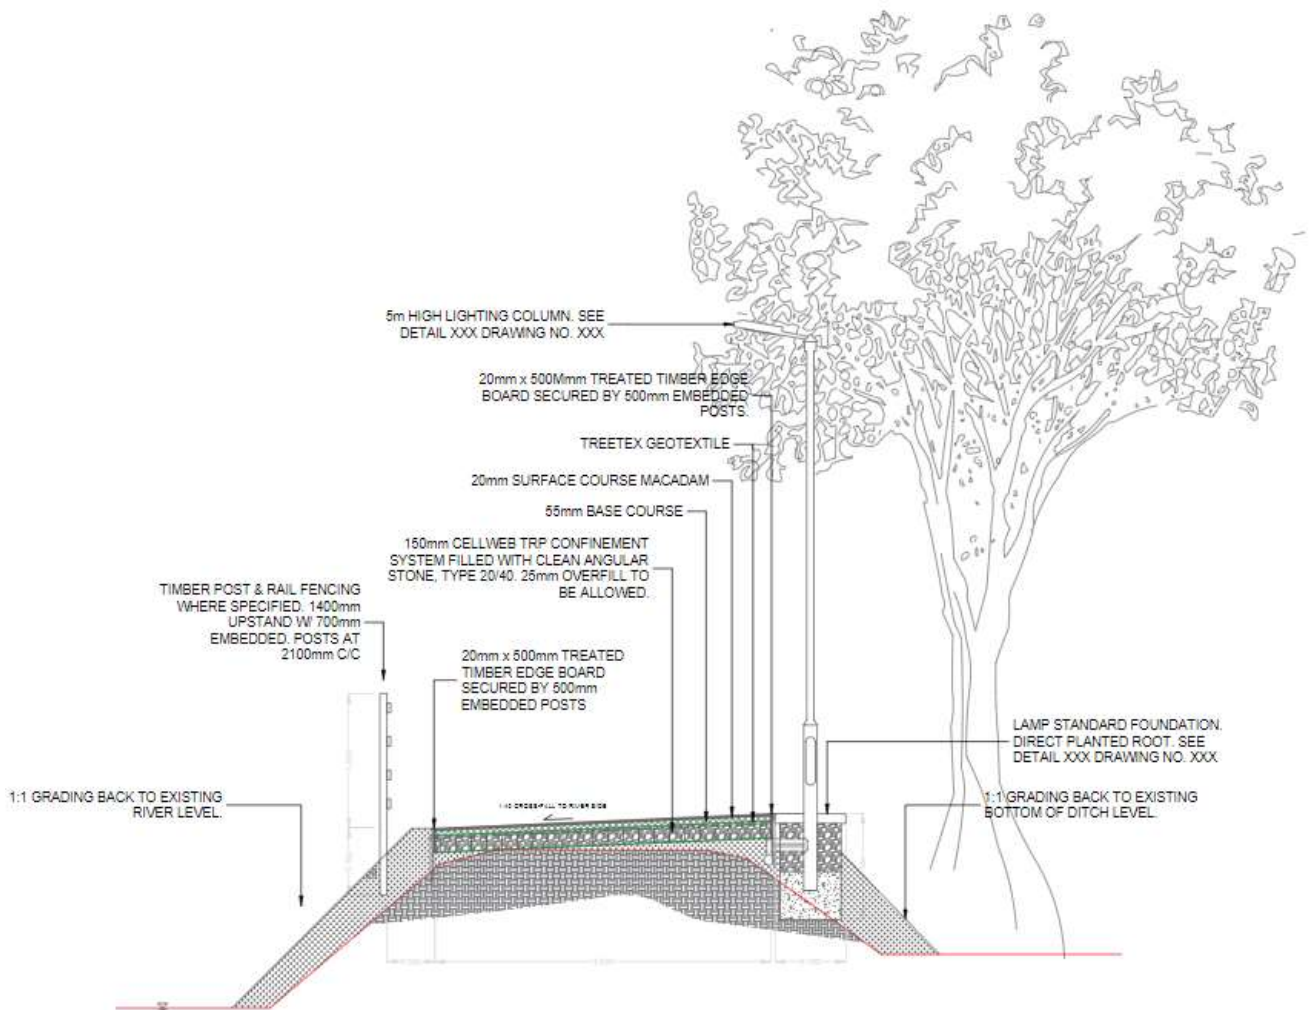 5m HIGH LIGHTING COLUMN. SEE
DETAIL XXX DRAWING NO. XXX
20mm x 500Mmm TREATED TIMBER EDGE
BOARD SECURED BY 500mm EMBEDDED
POSTS.
TREETEX GEOTEXTILE
20mm SURFACE COURSE MACADAM
55mm BASE COURSE
150mm CELLWEB TRP CONFINEMENT
SYSTEM FILLED WITH CLEAN ANGULAR
STONE, TYPE 20/40. 25mm OVERFILL TO
BE ALLOWED.
TIMBER POST & RAIL FENCING
WHERE SPECIFIED. 1400mm
UPSTAND W/ 700mm
EMBEDDED. POSTS AT
2100mm C/C
20mm x 500mm TREATED
TIMBER EDGE BOARD
SECURED BY 500mm
EMBEDDED POSTS
LAMP STANDARD FOUNDATION.
DIRECT PLANTED ROOT. SEE
DETAIL XXX DRAWING NO. XXX
1:1 GRADING BACK TO EXISTING
RIVER LEVEL.
1:1 GRADING BACK TO EXISTING
BOTTOM OF DITCH LEVEL.
CROSS-FALL TO RIVER SIDE